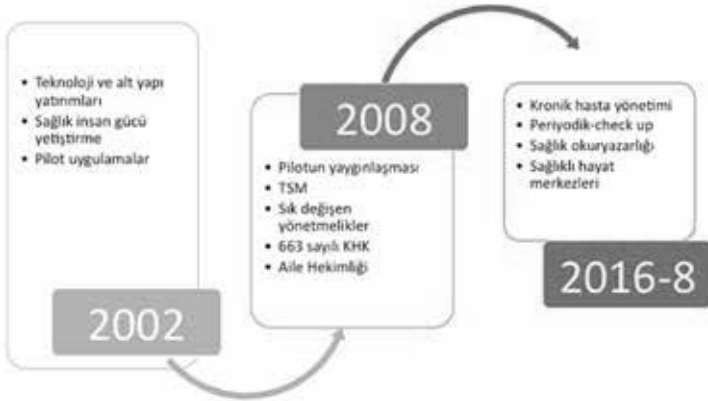 • Teknoloji ve alt yapı
yatırımları
• Sağlık insan gücü
yetiştirme
• Pilot uygulamalar
2002
2008
• Pilotun yaygınlaşması
• TSM
• Sık değişen
yönetmelikler
• 663 sayılı KHK
• Aile Hekimliği
• Kronik hasta yönetimi
• Periyodik-check up
• Sağlık okuryazarlığı
• Sağlıklı hayat
merkezleri
2016-8